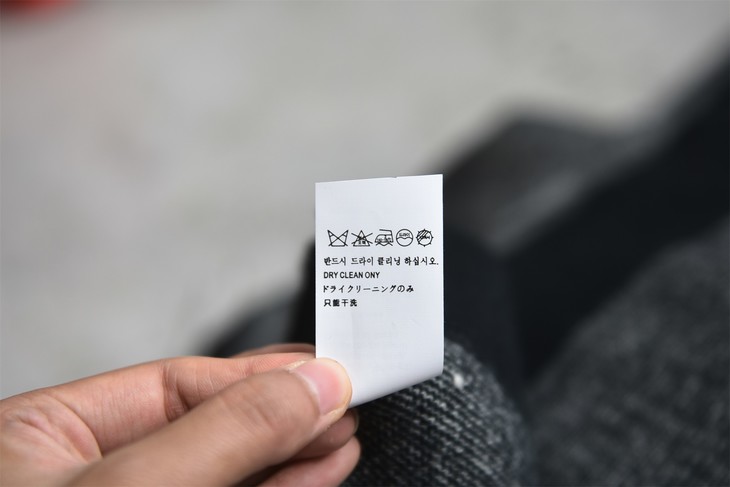 반드시 드라이 클리닝 하십시오.
DRY CLEAN ONY
ドライクリーニングのみ
只能干洗